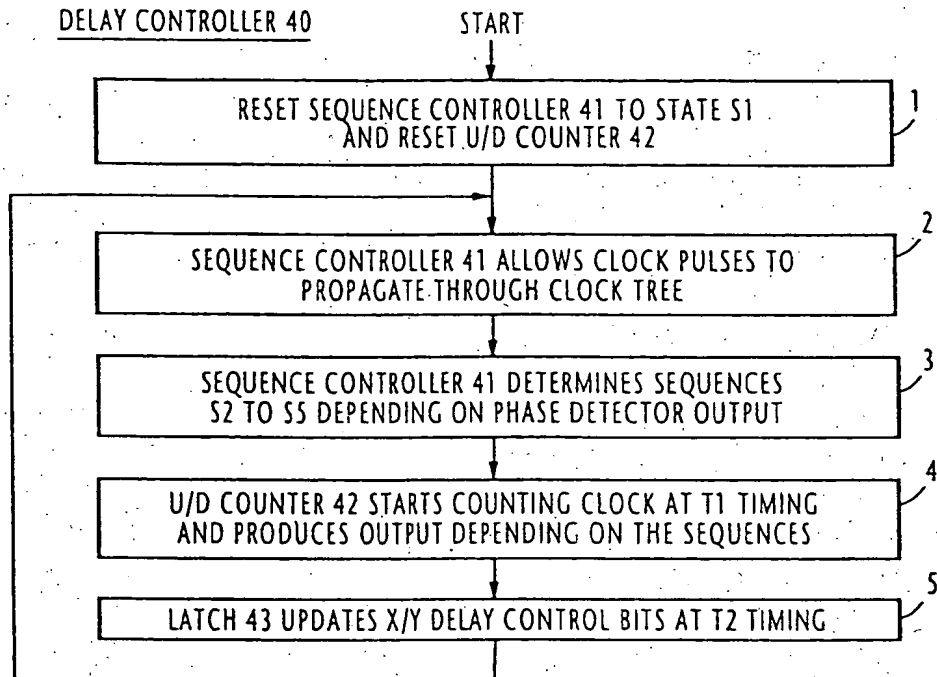 DELAY CONTROLLER 40
START
RESET SEQUENCE CONTROLLER 41 TO STATE S1
AND RESET U/D COUNTER 42
1
2
SEQUENCE CONTROLLER 41 ALLOWS CLOCK PULSES TO
PROPAGATE THROUGH CLOCK TREE
3
SEQUENCE CONTROLLER 41 DETERMINES SEQUENCES
S2 TO S5 DEPENDING ON PHASE DETECTOR OUTPUT
4
U/D COUNTER 42 STARTS COUNTING CLOCK AT T1 TIMING
AND PRODUCES OUTPUT DEPENDING ON THE SEQUENCES
5
LATCH 43 UPDATES X/Y DELAY CONTROL BITS AT T2 TIMING